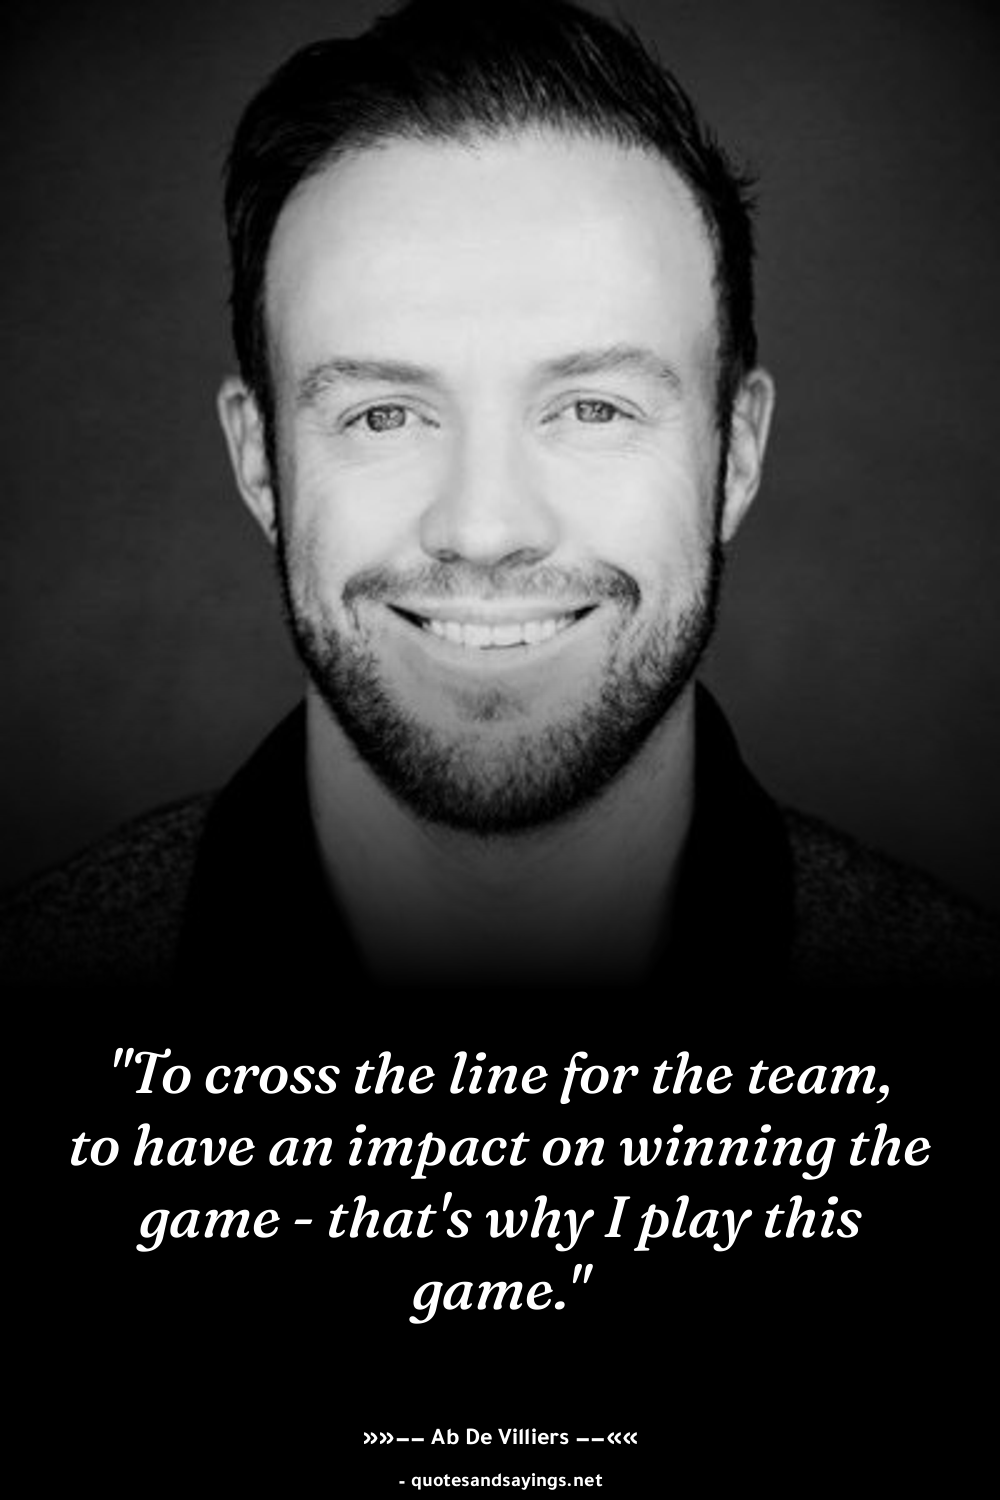 "To cross the line for the team,
to have an impact on winning the
game - that's why I play this
game."
»»–– Ab De Villiers ––««
- quotesandsayings.net